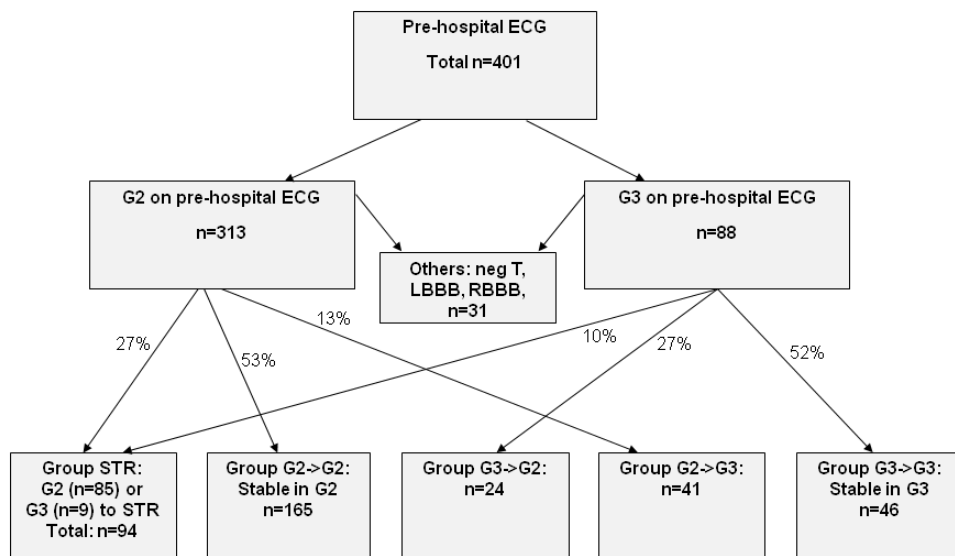 Pre-hospital ECG
Total n=401
G2 on pre-hospital ECG
n=313
G3 on pre-hospital ECG
n=88
Others: neg T,
LBBB, RBBB,
n=31
27%
53%
13%
10%
27%
52%
Group STR:
G2 (n=85) or
G3 (n=9) to STR
Total: n=94
Group G2->G2:
Stable in G2
n=165
Group G3->G2:
n=24
Group G2->G3:
n=41
Group G3->G3:
Stable in G3
n=46